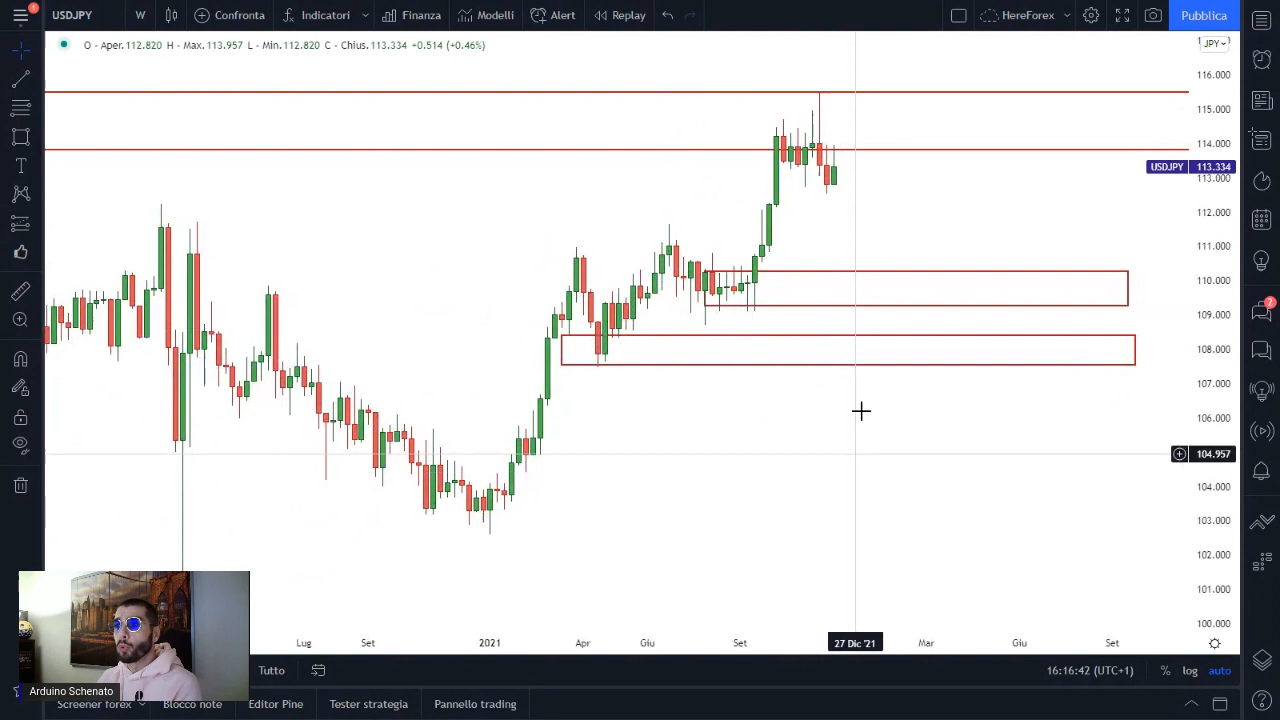 1
USDJPY
Confronta
Indicatori
Finanza
Modelli
Alert
Replay
HereForex
Pubblica
O - Aper. 112.820 H - Max. 113.957 L - Min. 112.820 C - Chius. 113.334 +0.514 (+0.46%)
JPY
116.000
115.000
114.000
USDJPY 113.334
113.000
112.000
111.000
110.000
109.000
108.000
107.000
106.000
104.957
104.000
103.000
102.000
101.000
100.000
2
Lug
Set
2021
Apr
Giu
Set
27 Dic '21
Mar
Giu
Set
Tutto
16:16:42 (UTC+1)
%
log
auto
Arduino Schenato
Screener forex
Blocco note
Editor Pine
Tester strategia
Pannello trading